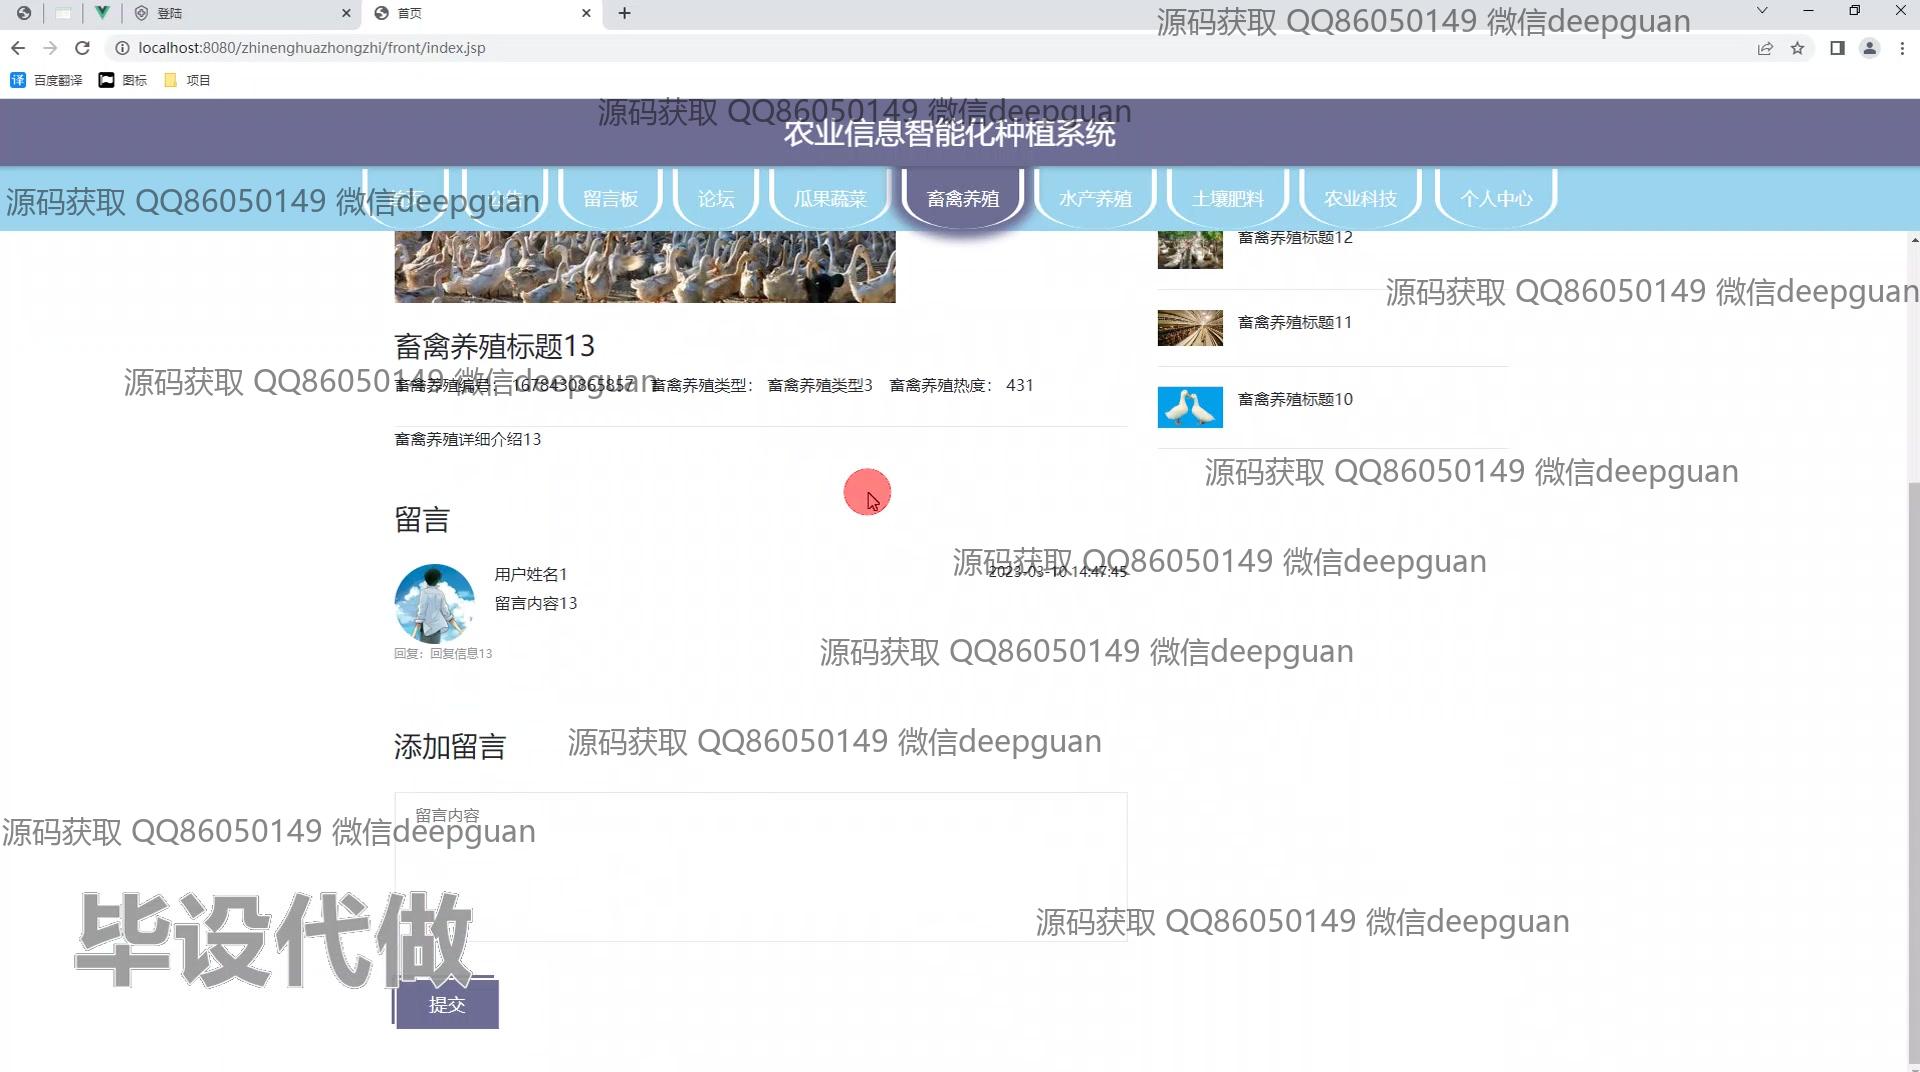 登陆
首页
源码获取 QQ86050149 微信deepguan
localhost:8080/zhinenghuazhongzhi/front/index.jsp
百度翻译
图标
项目
源码获取 QQ86050149 微信deepguan
农业信息智能化种植系统
源码获取 QQ86050149 微信deepguan
首页
公告
留言板
论坛
瓜果蔬菜
畜禽养殖
水产养殖
土壤肥料
农业科技
个人中心
畜禽养殖标题12
源码获取 QQ86050149 微信deepguan
畜禽养殖标题11
畜禽养殖标题13
源码获取 QQ86050149 微信deepguan
畜禽养殖编号： 1678430865857 畜禽养殖类型： 畜禽养殖类型3 畜禽养殖热度： 431
畜禽养殖标题10
畜禽养殖详细介绍13
源码获取 QQ86050149 微信deepguan
留言
源码获取 QQ86050149 微信deepguan
用户姓名1
2023-03-10 14:47:45
留言内容13
回复：回复信息13
源码获取 QQ86050149 微信deepguan
添加留言
源码获取 QQ86050149 微信deepguan
留言内容
源码获取 QQ86050149 微信deepguan
毕设代做
源码获取 QQ86050149 微信deepguan
提交